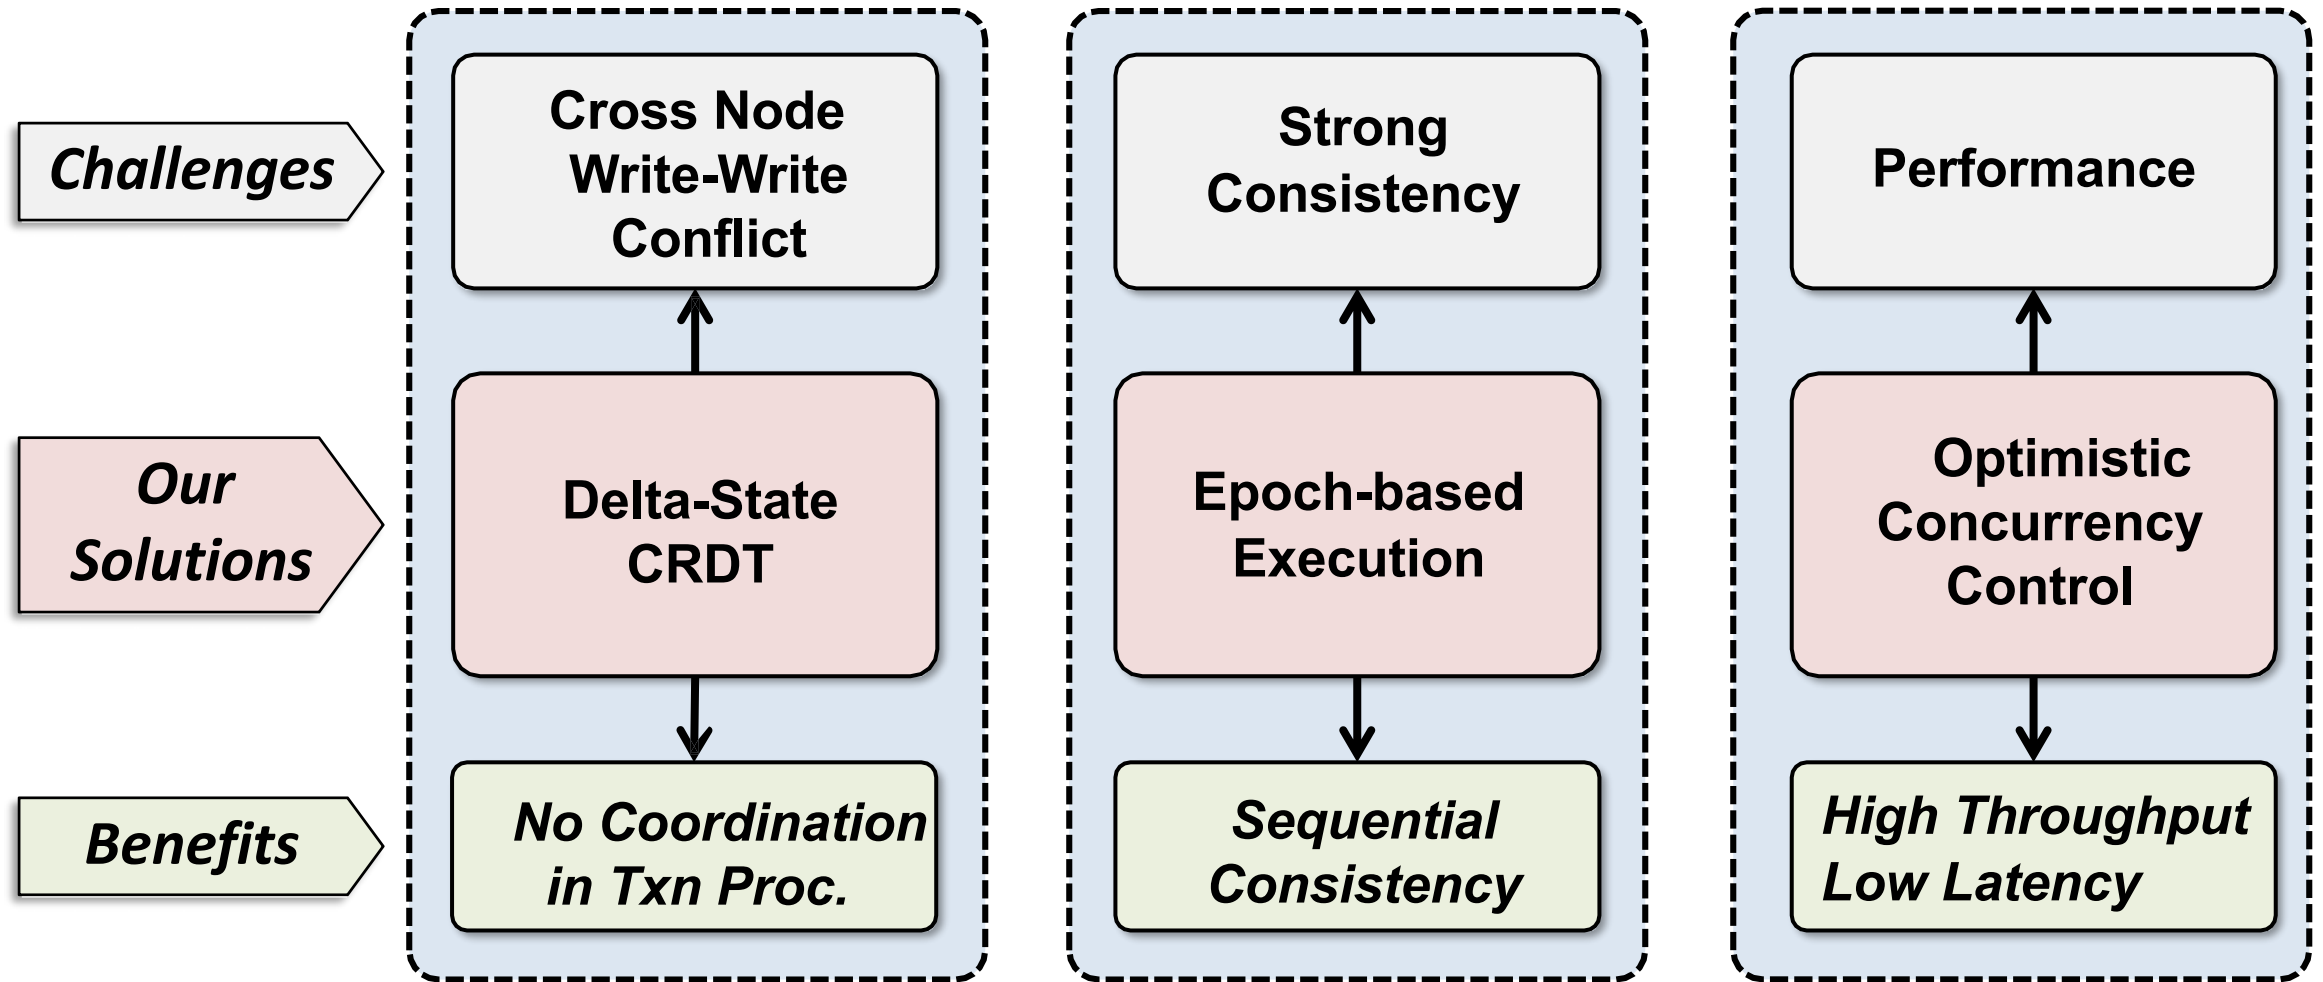 Challenges
Cross Node
Write-Write
Conflict
Strong
Consistency
Performance
Our
Solutions
Delta-State
CRDT
Epoch-based
Execution
Optimistic
Concurrency
Control
Benefits
No Coordination
in Txn Proc.
Sequential
Consistency
High Throughput
Low Latency